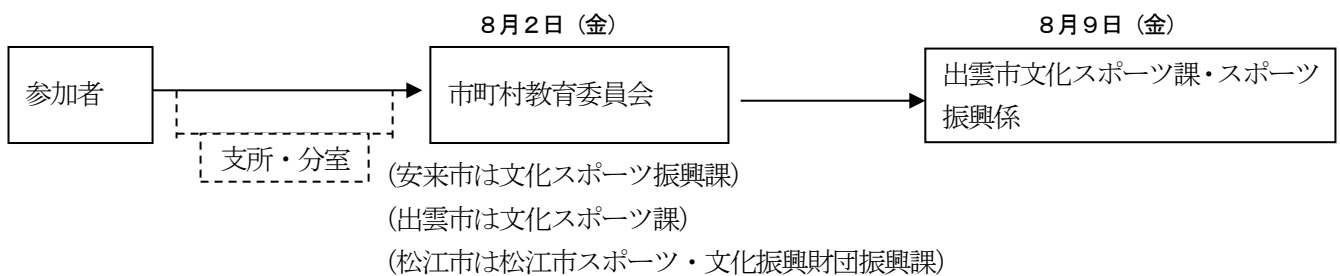 8月2日（金）
8月9日（金）
参加者
市町村教育委員会
出雲市文化スポーツ課・スポーツ
振興係
支所・分室
(安来市は文化スポーツ振興課)
(出雲市は文化スポーツ課)
(松江市は松江市スポーツ・文化振興財団振興課)